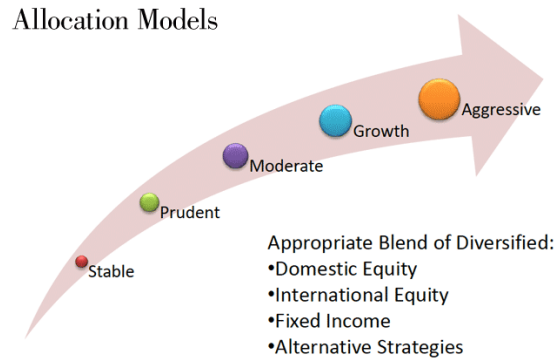 Allocation Models
Aggressive
Growth
Moderate
Prudent
Stable
Appropriate Blend of Diversified:
•Domestic Equity
•International Equity
•Fixed Income
•Alternative Strategies